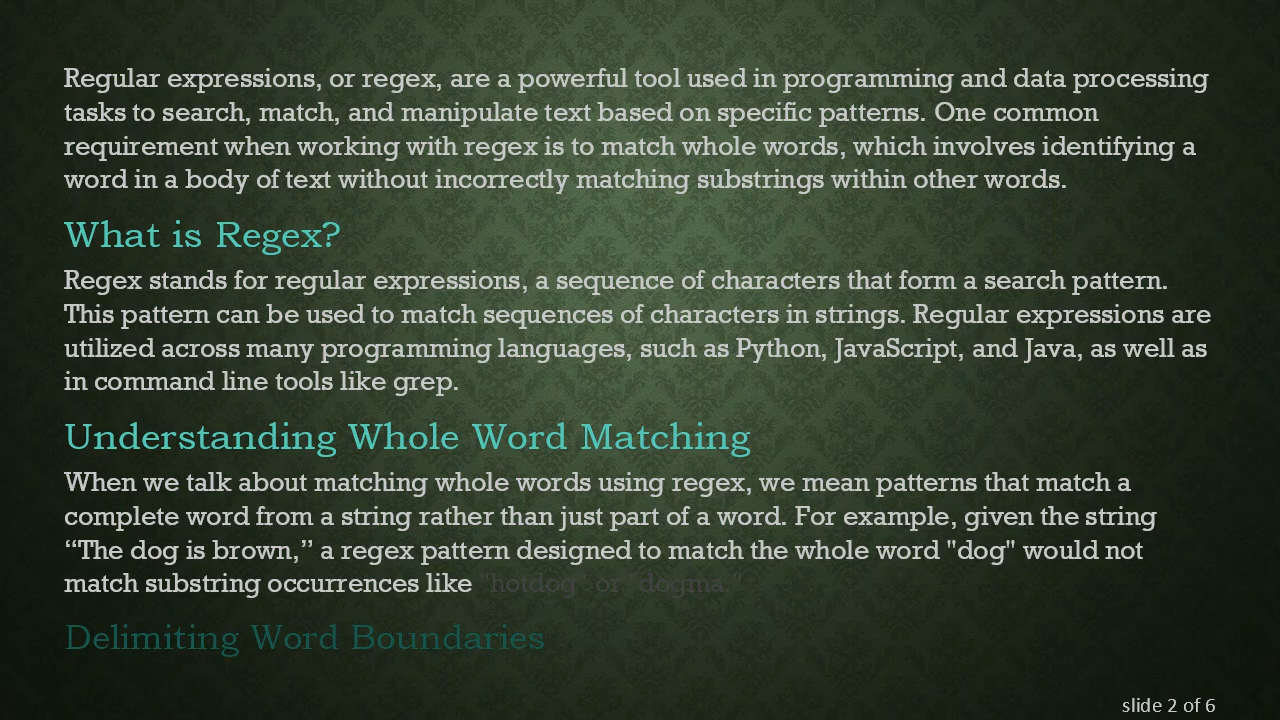 Regular expressions, or regex, are a powerful tool used in programming and data processing
tasks to search, match, and manipulate text based on specific patterns. One common
requirement when working with regex is to match whole words, which involves identifying a
word in a body of text without incorrectly matching substrings within other words.
What is Regex?
Regex stands for regular expressions, a sequence of characters that form a search pattern.
This pattern can be used to match sequences of characters in strings. Regular expressions are
utilized across many programming languages, such as Python, JavaScript, and Java, as well as
in command line tools like grep.
Understanding Whole Word Matching
When we talk about matching whole words using regex, we mean patterns that match a
complete word from a string rather than just part of a word. For example, given the string
“The dog is brown,” a regex pattern designed to match the whole word "dog" would not
match substring occurrences like "hotdog" or "dogma."
Delimiting Word Boundaries
slide 2 of 6